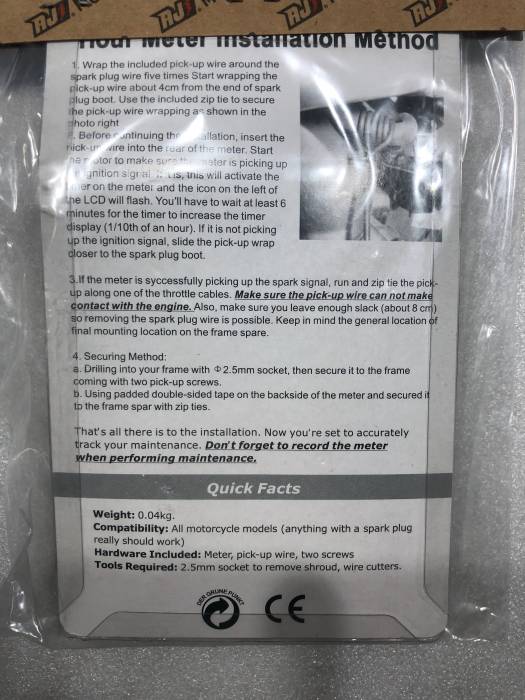 Hour Meter Installation Method
1. Wrap the included pick-up wire around the
spark plug wire five times Start wrapping the
pick-up wire about 4cm from the end of spark
plug boot. Use the included zip tie to secure
the pick-up wire wrapping as shown in the
photo right
2. Before continuing the allation, insert the
pick-up wire into the rear of the meter. Start
the motor to make sure the meter is picking up
ignition signal. it is, this will activate the
timer on the meter and the icon on the left of
the LCD will flash. You'll have to wait at least 6
minutes for the timer to increase the timer
display (1/10th of an hour). If it is not picking
up the ignition signal, slide the pick-up wrap
closer to the spark plug boot.
3.If the meter is syccessfully picking up the spark signal, run and zip tie the pick-
up along one of the throttle cables. Make sure the pick-up wire can not make
contact with the engine. Also, make sure you leave enough slack (about 8 cm)
so removing the spark plug wire is possible. Keep in mind the general location of
final mounting location on the frame spare.
4. Securing Method:
a. Drilling into your frame with Φ2.5mm socket, then secure it to the frame
coming with two pick-up screws.
b. Using padded double-sided tape on the backside of the meter and secured it
to the frame spar with zip ties.
That's all there is to the installation. Now you're set to accurately
track your maintenance. Don't forget to record the meter
when performing maintenance.
Quick Facts
Weight: 0.04kg.
Compatibility: All motorcycle models (anything with a spark plug
really should work)
Hardware Included: Meter, pick-up wire, two screws
Tools Required: 2.5mm socket to remove shroud, wire cutters.
DER GRÜNE PUNKT
CE